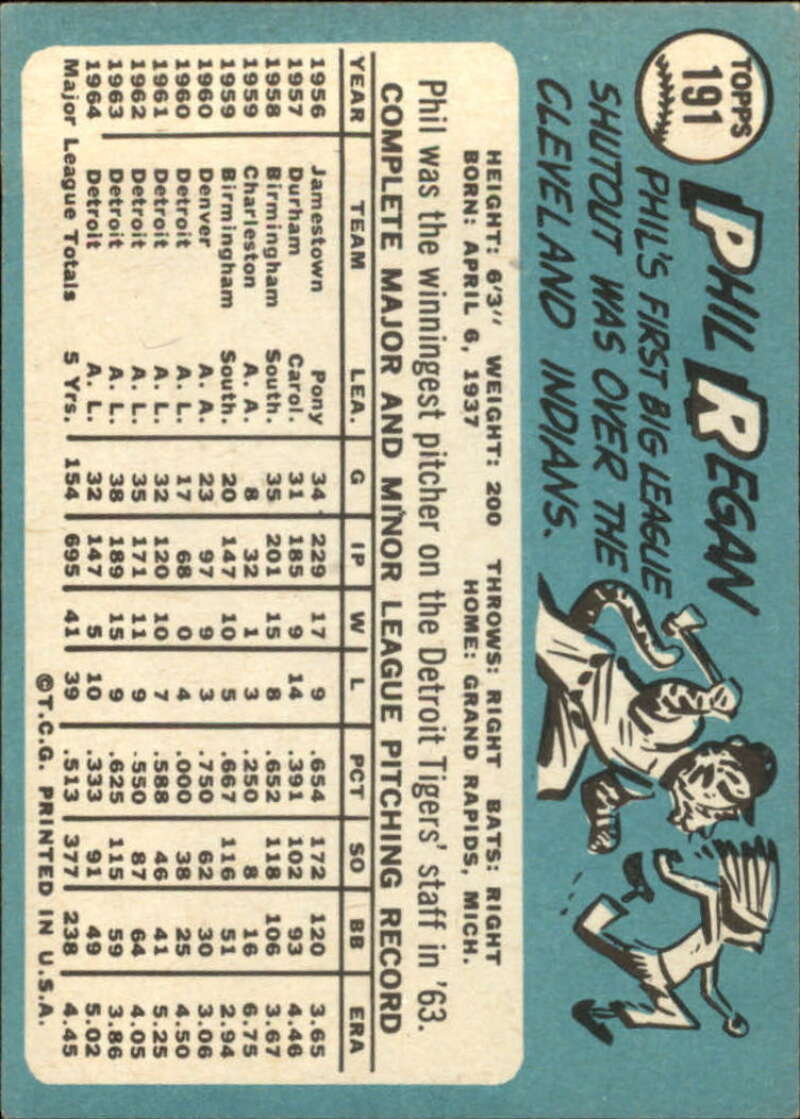 TOPPS
191
PHIL REGAN
PHIL'S FIRST BIG LEAGUE
SHUTOUT WAS OVER THE
CLEVELAND INDIANS.
HEIGHT: 6'3" WEIGHT: 200 THROWS: RIGHT BATS: RIGHT
BORN: APRIL 6, 1937 HOME: GRAND RAPIDS, MICH.
Phil was the winningest pitcher on the Detroit Tigers' staff in '63.
COMPLETE MAJOR AND MINOR LEAGUE PITCHING RECORD
YEAR TEAM LEA. G IP W L PCT SO BB ERA
1956 Jamestown Pony 34 229 17 9 .654 172 120 3.65
1957 Durham Carol. 31 185 9 14 .391 102 93 4.46
1958 Birmingham South. 35 201 15 8 .652 118 106 3.67
1959 Charleston A. A. 8 32 1 3 .250 8 16 6.75
1959 Birmingham South. 20 147 10 5 .667 116 51 2.94
1960 Denver A. A. 23 97 9 3 .750 62 30 3.06
1960 Detroit A. L. 17 68 0 4 .000 38 25 4.50
1961 Detroit A. L. 32 120 10 7 .588 46 41 5.25
1962 Detroit A. L. 35 171 11 9 .550 87 64 4.05
1963 Detroit A. L. 38 189 15 9 .625 115 59 3.86
1964 Detroit A. L. 32 147 5 10 .333 91 49 5.02
Major League Totals 5 Yrs. 154 695 41 39 .513 377 238 4.45
©T.C.G. PRINTED IN U.S.A.